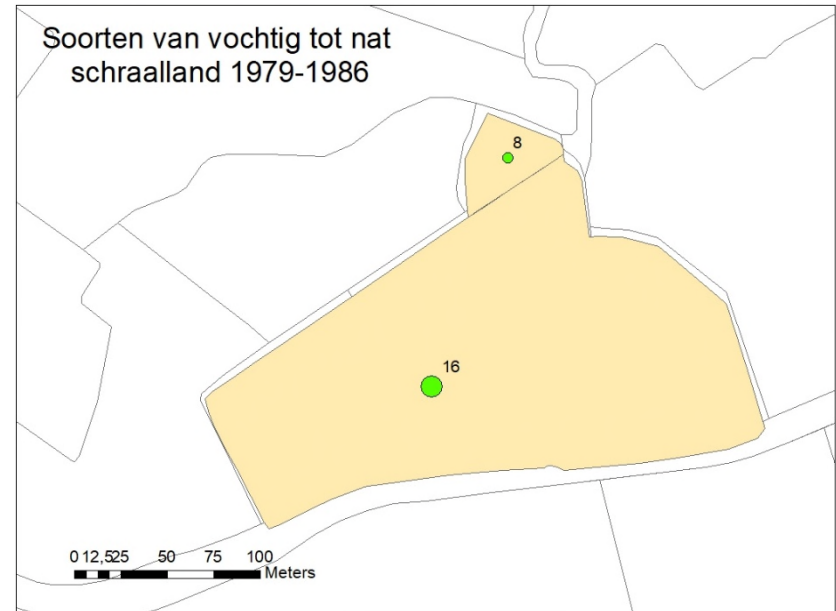 Soorten van vochtig tot nat
schraalland 1979-1986
8
16
0 12,525 50 75 100
Meters